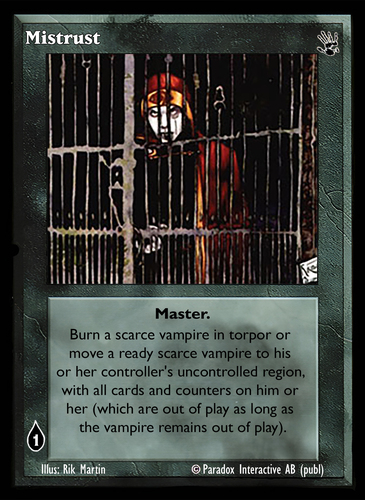 Mistrust
Master.
Burn a scarce vampire in torpor or
move a ready scarce vampire to his
or her controller's uncontrolled region,
with all cards and counters on him or
her (which are out of play as long as
the vampire remains out of play).
1
Illus: Rik Martin © Paradox Interactive AB (publ)